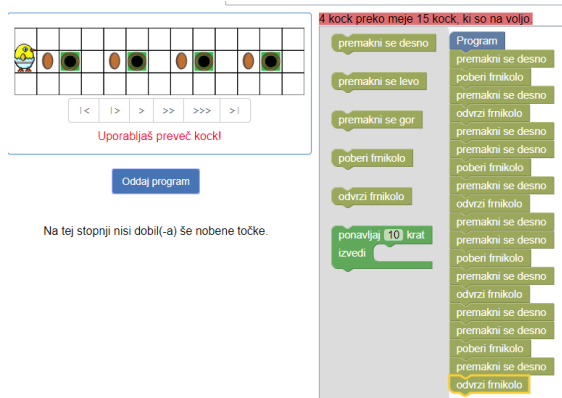 4 kock preko meje 15 kock, ki so na voljo.
|<
|>
>
>>
>>>
>|
Uporabljaš preveč kock!
Oddaj program
Na tej stopnji nisi dobil(-a) še nobene točke.
premakni se desno
premakni se levo
premakni se gor
poberi frnikolo
odvrzi frnikolo
ponavljaj 10 krat
izvedi
Program
premakni se desno
poberi frnikolo
premakni se desno
odvrzi frnikolo
premakni se desno
premakni se desno
poberi frnikolo
premakni se desno
odvrzi frnikolo
premakni se desno
premakni se desno
poberi frnikolo
premakni se desno
odvrzi frnikolo
premakni se desno
premakni se desno
poberi frnikolo
premakni se desno
odvrzi frnikolo